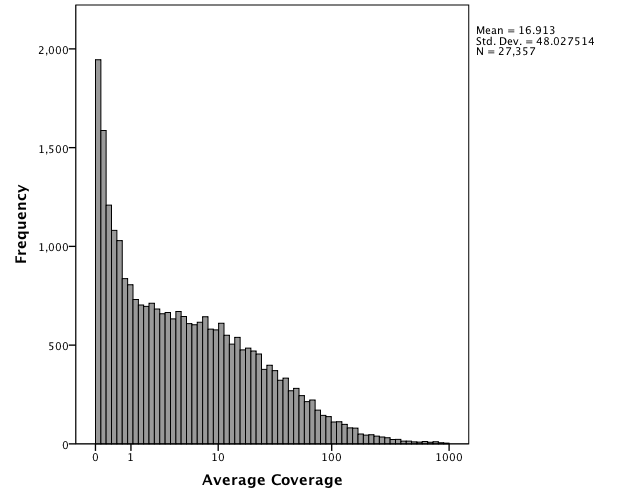 Mean = 16.913
Std. Dev. = 48.027514
N = 27,357
2,000
1,500
1,000
500
0
Frequency
0 1 10 100 1000
Average Coverage